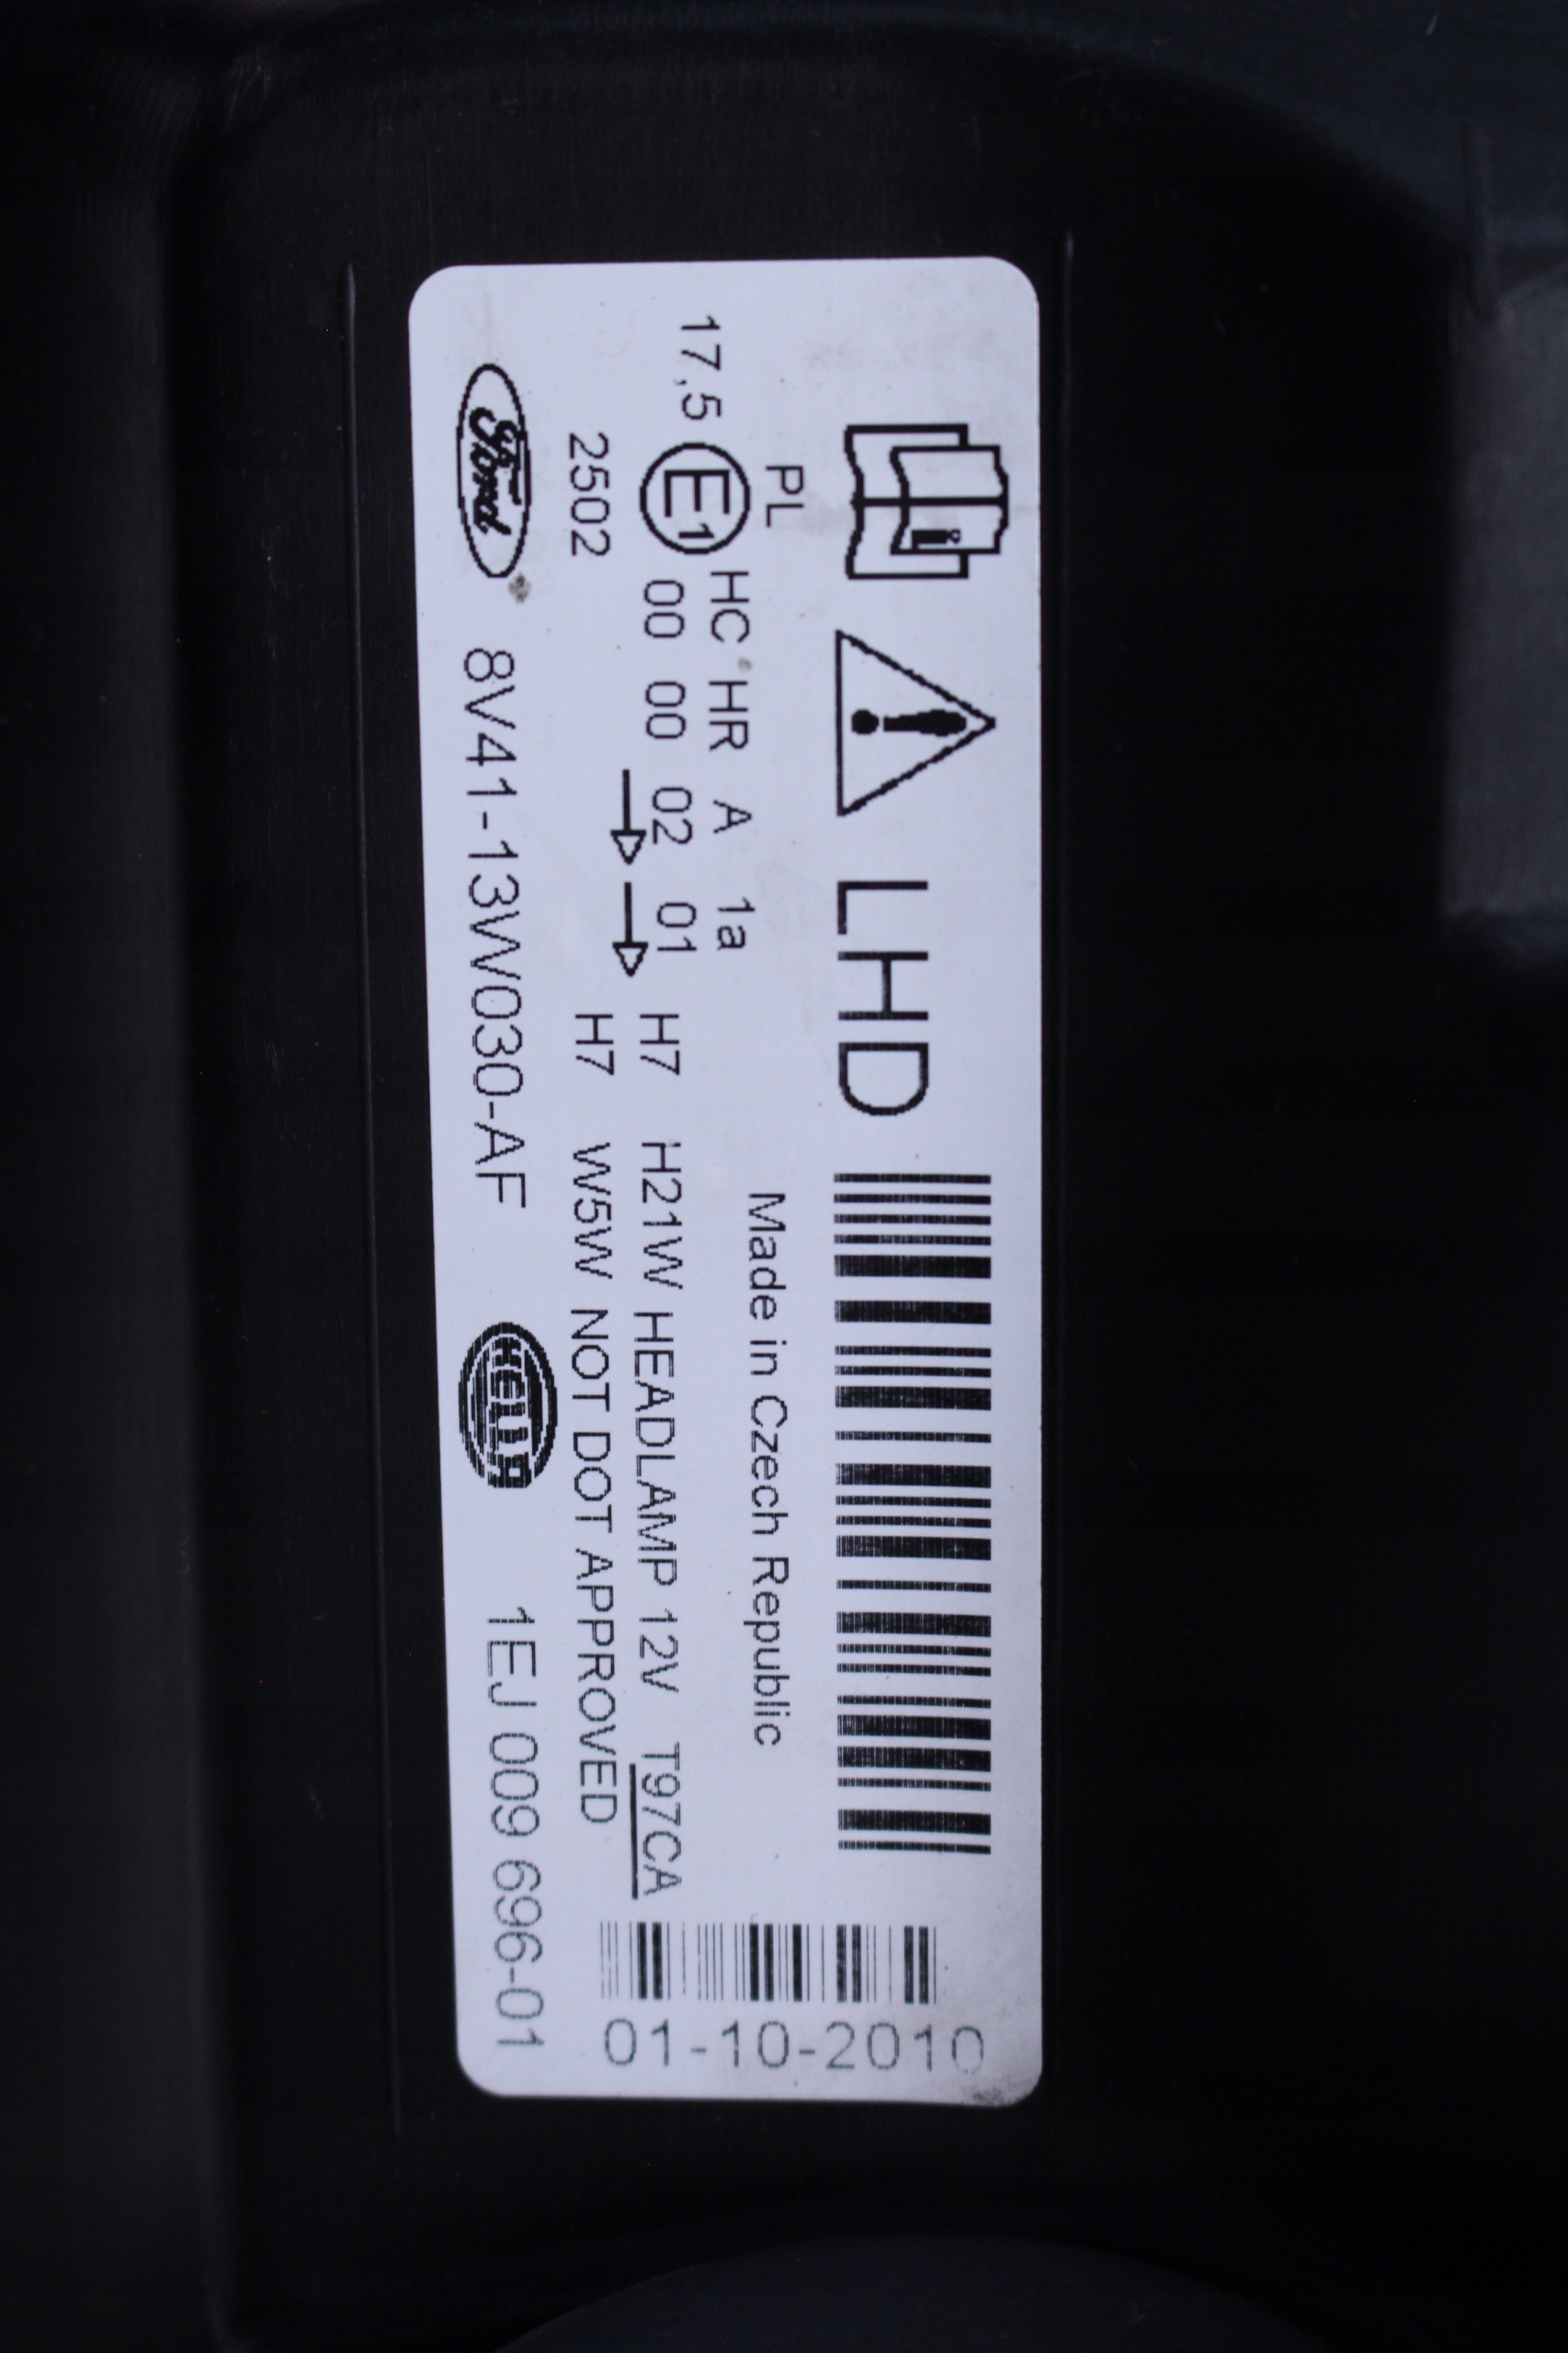 LHD
PL
Made in Czech Republic
HC HR A 1a
17,5 E1 00 00 02 01 H7 H21W HEADLAMP 12V T97CA
2502 H7 W5W NOT DOT APPROVED
Ford 8V41-13W030-AF HELLA 1EJ 009 696-01
01-10-2010